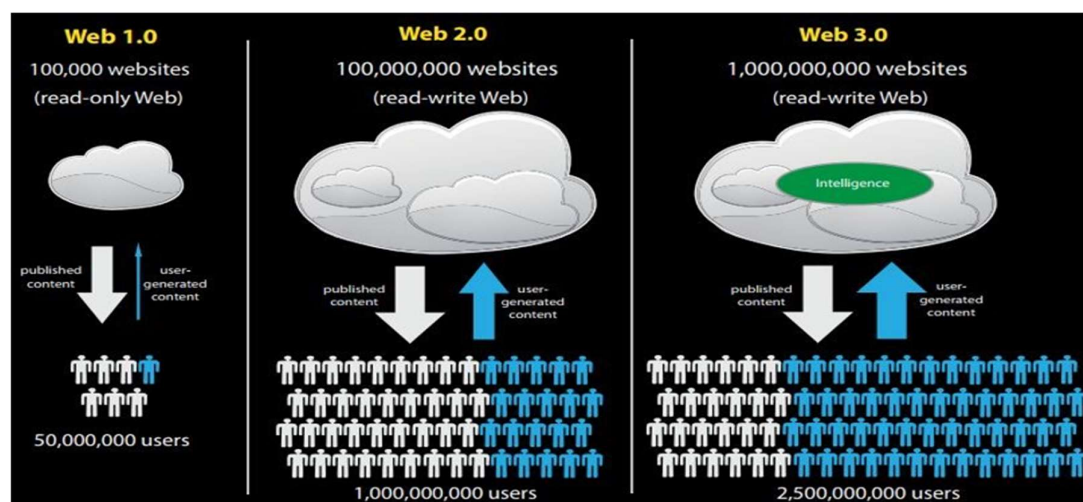 Web 1.0
100,000 websites
(read-only Web)
published
content
user-
generated
content
50,000,000 users
Web 2.0
100,000,000 websites
(read-write Web)
published
content
user-
generated
content
1,000,000,000 users
Web 3.0
1,000,000,000 websites
(read-write Web)
Intelligence
published
content
user-
generated
content
2,500,000,000 users